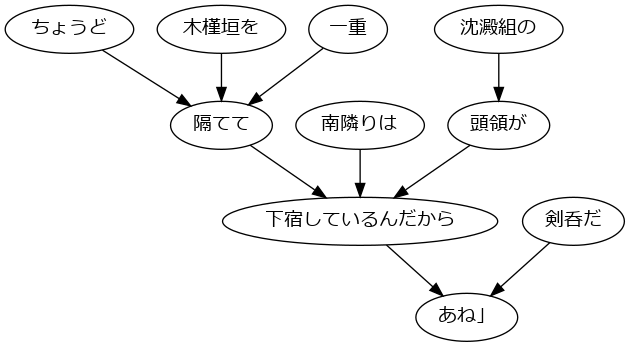 ちょうど
木槿垣を
一重
沈澱組の
隔てて
南隣りは
頭領が
下宿しているんだから
剣呑だ
あね」